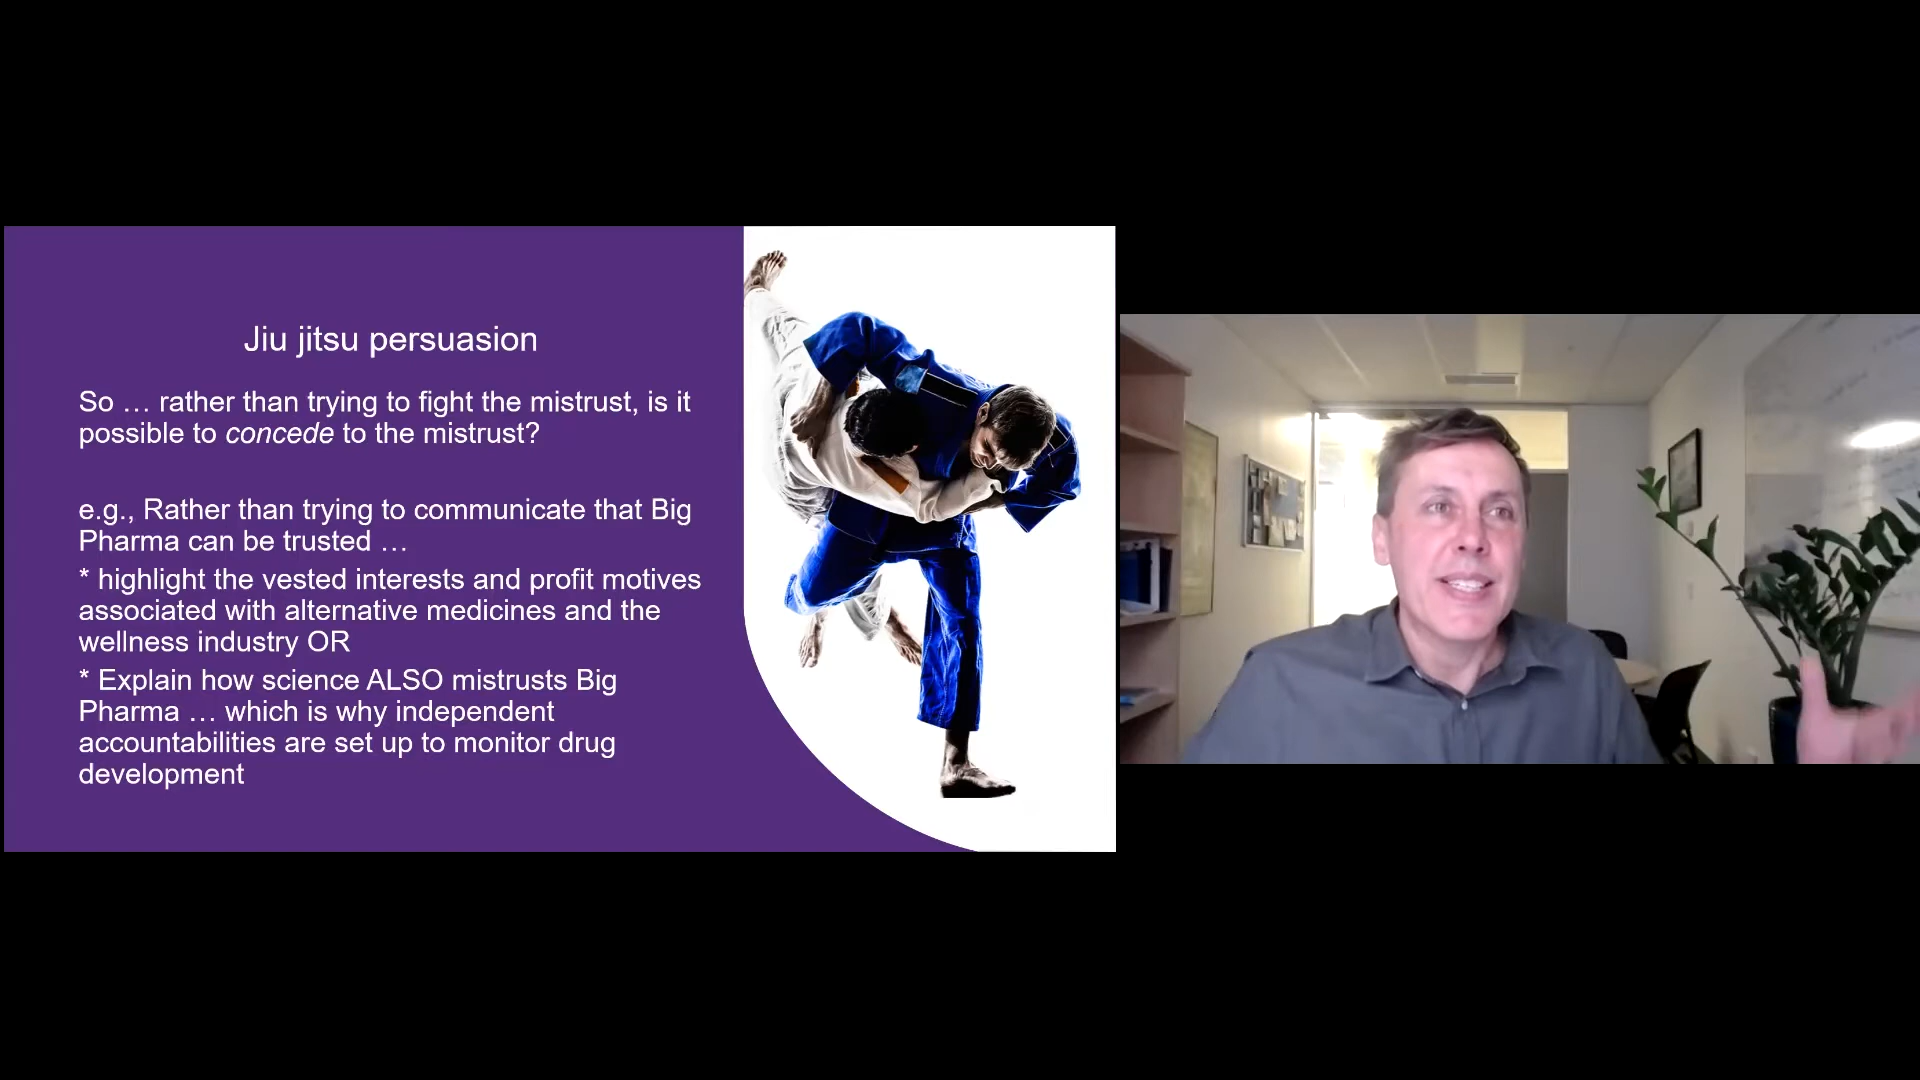 Jiu jitsu persuasion
So … rather than trying to fight the mistrust, is it
possible to concede to the mistrust?
e.g., Rather than trying to communicate that Big
Pharma can be trusted …
* highlight the vested interests and profit motives
associated with alternative medicines and the
wellness industry OR
* Explain how science ALSO mistrusts Big
Pharma … which is why independent
accountabilities are set up to monitor drug
development